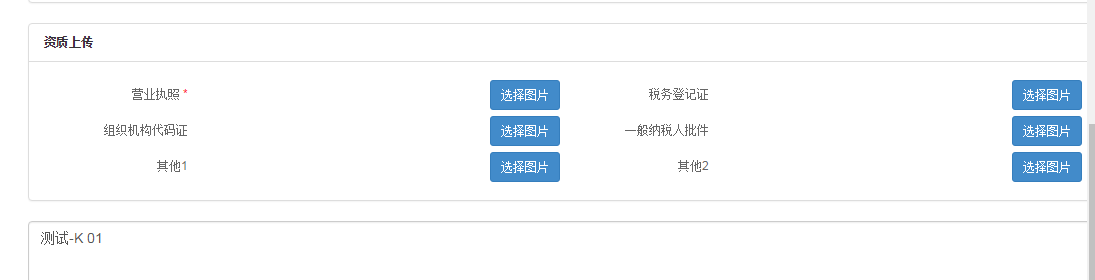 资质上传
营业执照 * 选择图片 税务登记证 选择图片
组织机构代码证 选择图片 一般纳税人批件 选择图片
其他1 选择图片 其他2 选择图片
测试-K 01